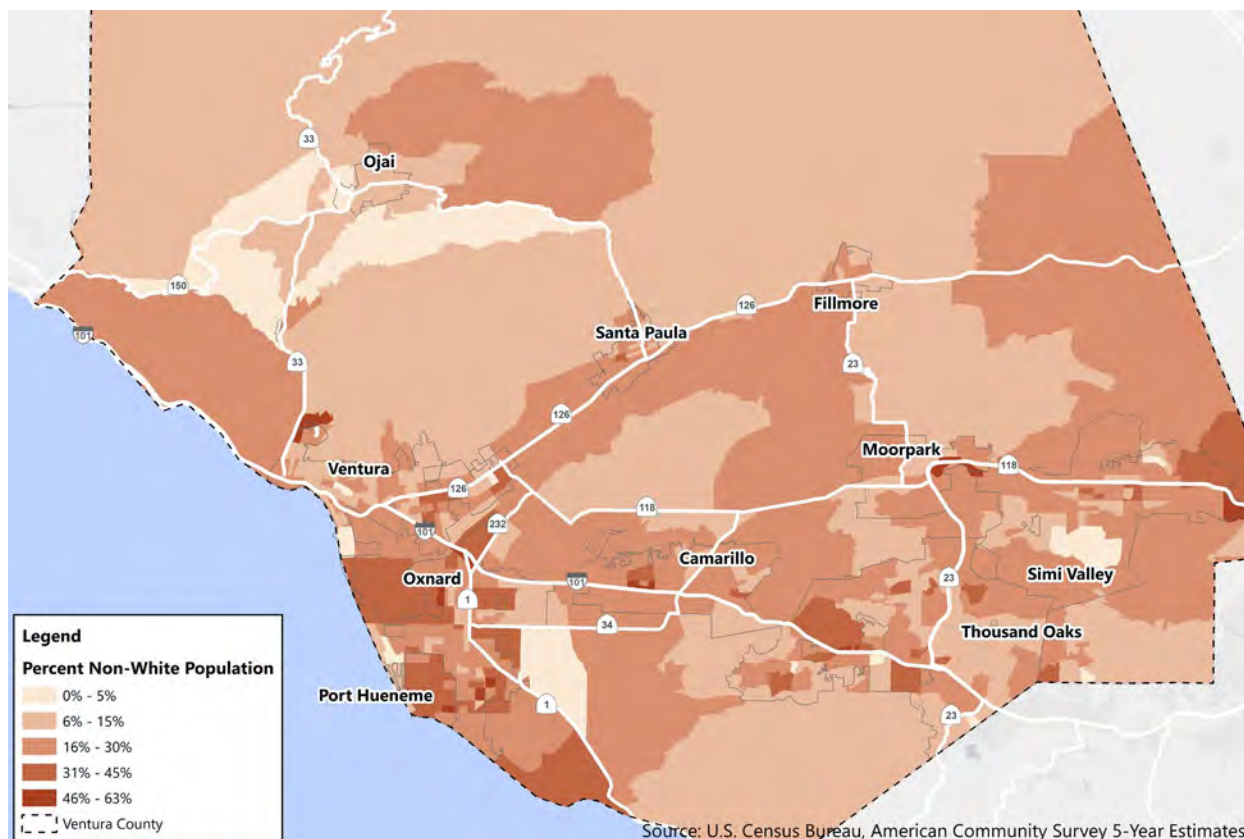 33
Ojai
150
101
126
Fillmore
Santa Paula
33
23
126
Ventura
Moorpark
118
126
232
118
101
Camarillo
Oxnard
101
23
Simi Valley
1
34
Thousand Oaks
Port Hueneme
1
23
Legend
Percent Non-White Population
0% - 5%
6% - 15%
16% - 30%
31% - 45%
46% - 63%
Ventura County
Source: U.S. Census Bureau, American Community Survey 5-Year Estimates